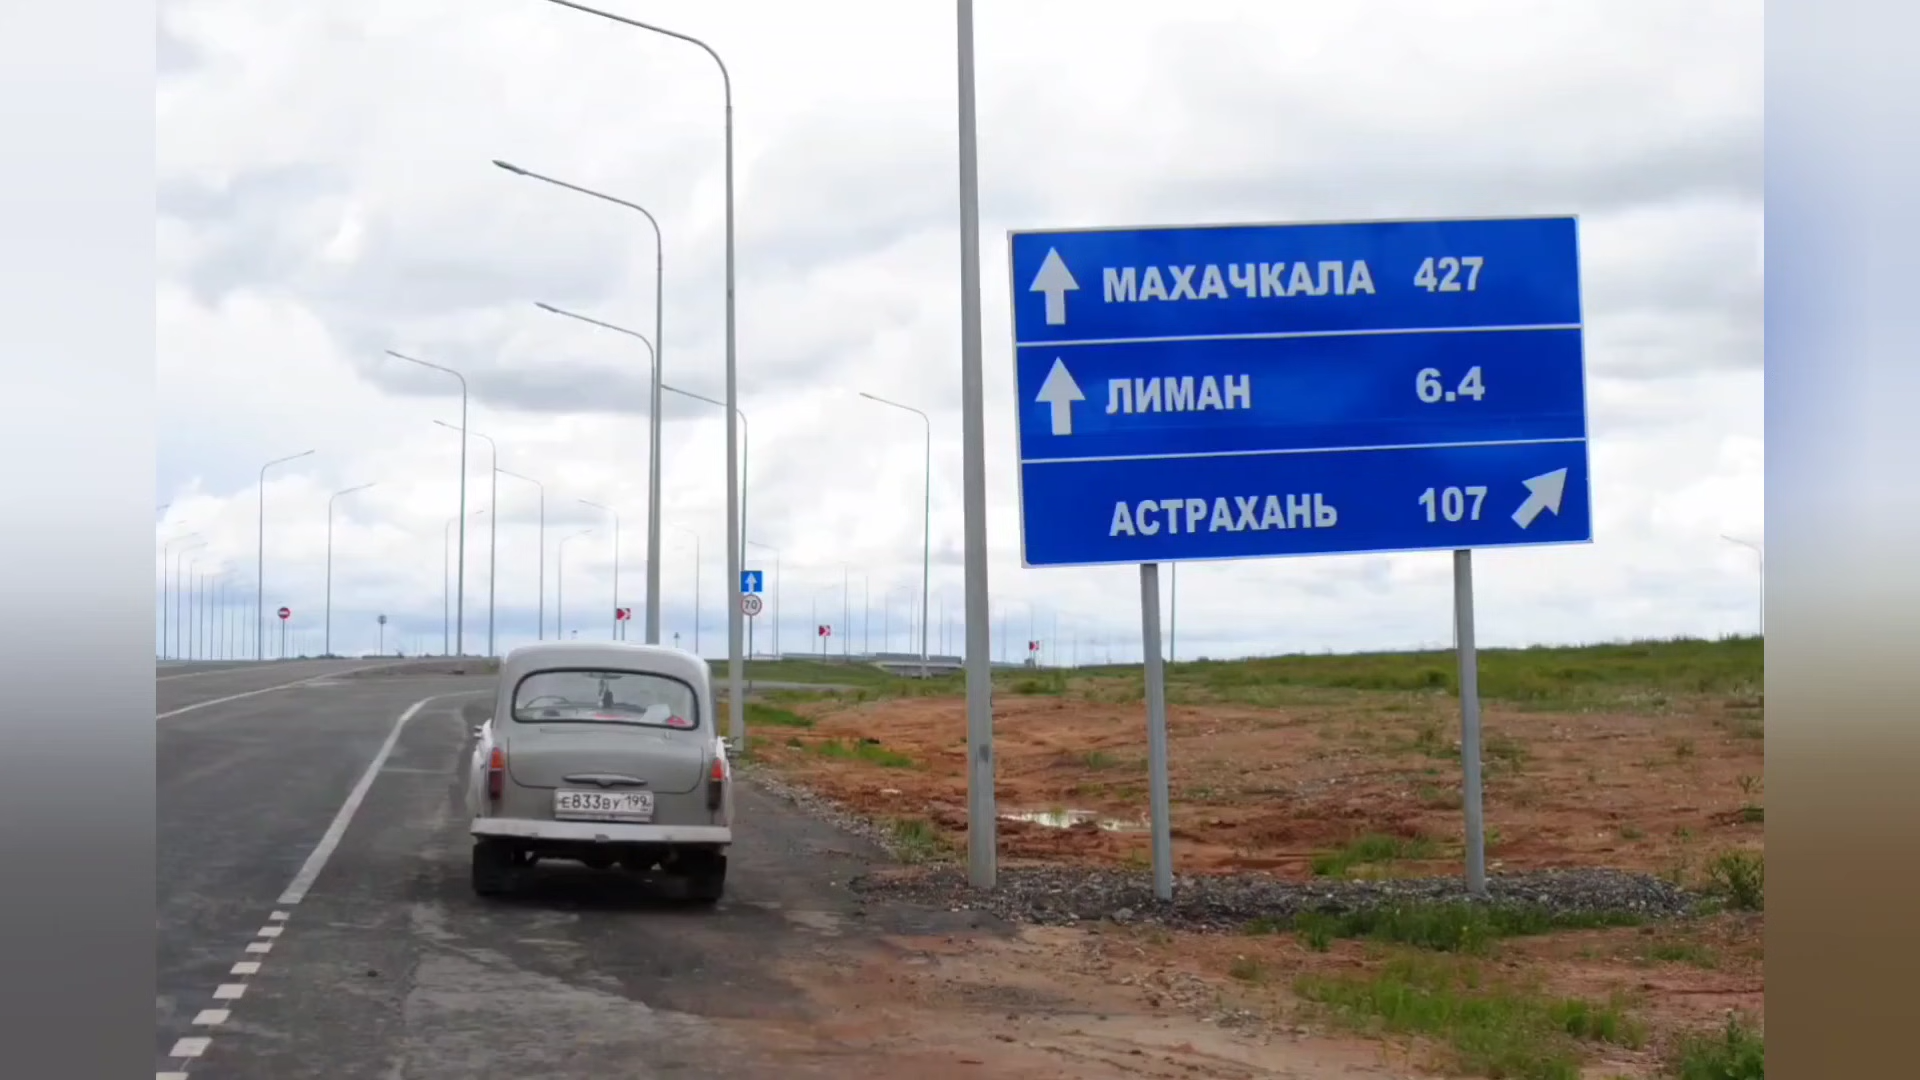 МАХАЧКАЛА 427
ЛИМАН 6.4
АСТРАХАНЬ 107
70
Е833ВУ 199